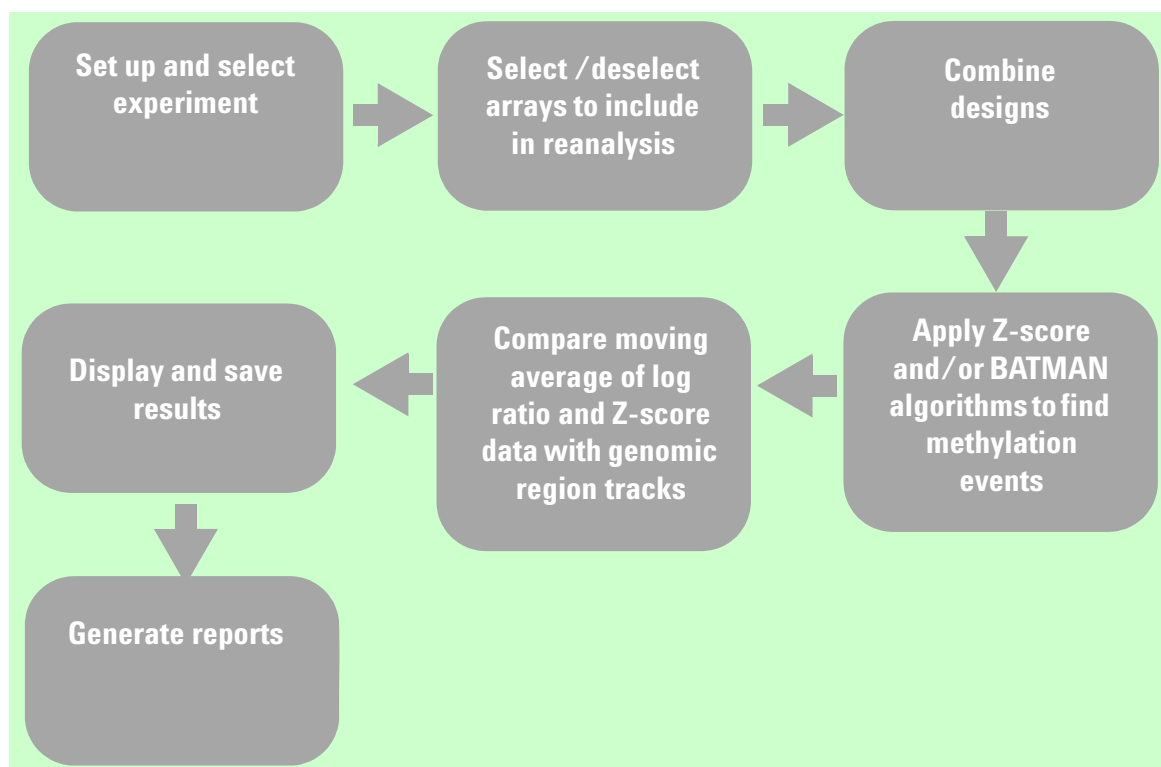 Set up and select
experiment
Select /deselect
arrays to include
in reanalysis
Combine
designs
Apply Z-score
and/or BATMAN
algorithms to find
methylation
events
Compare moving
average of log
ratio and Z-score
data with genomic
region tracks
Display and save
results
Generate reports